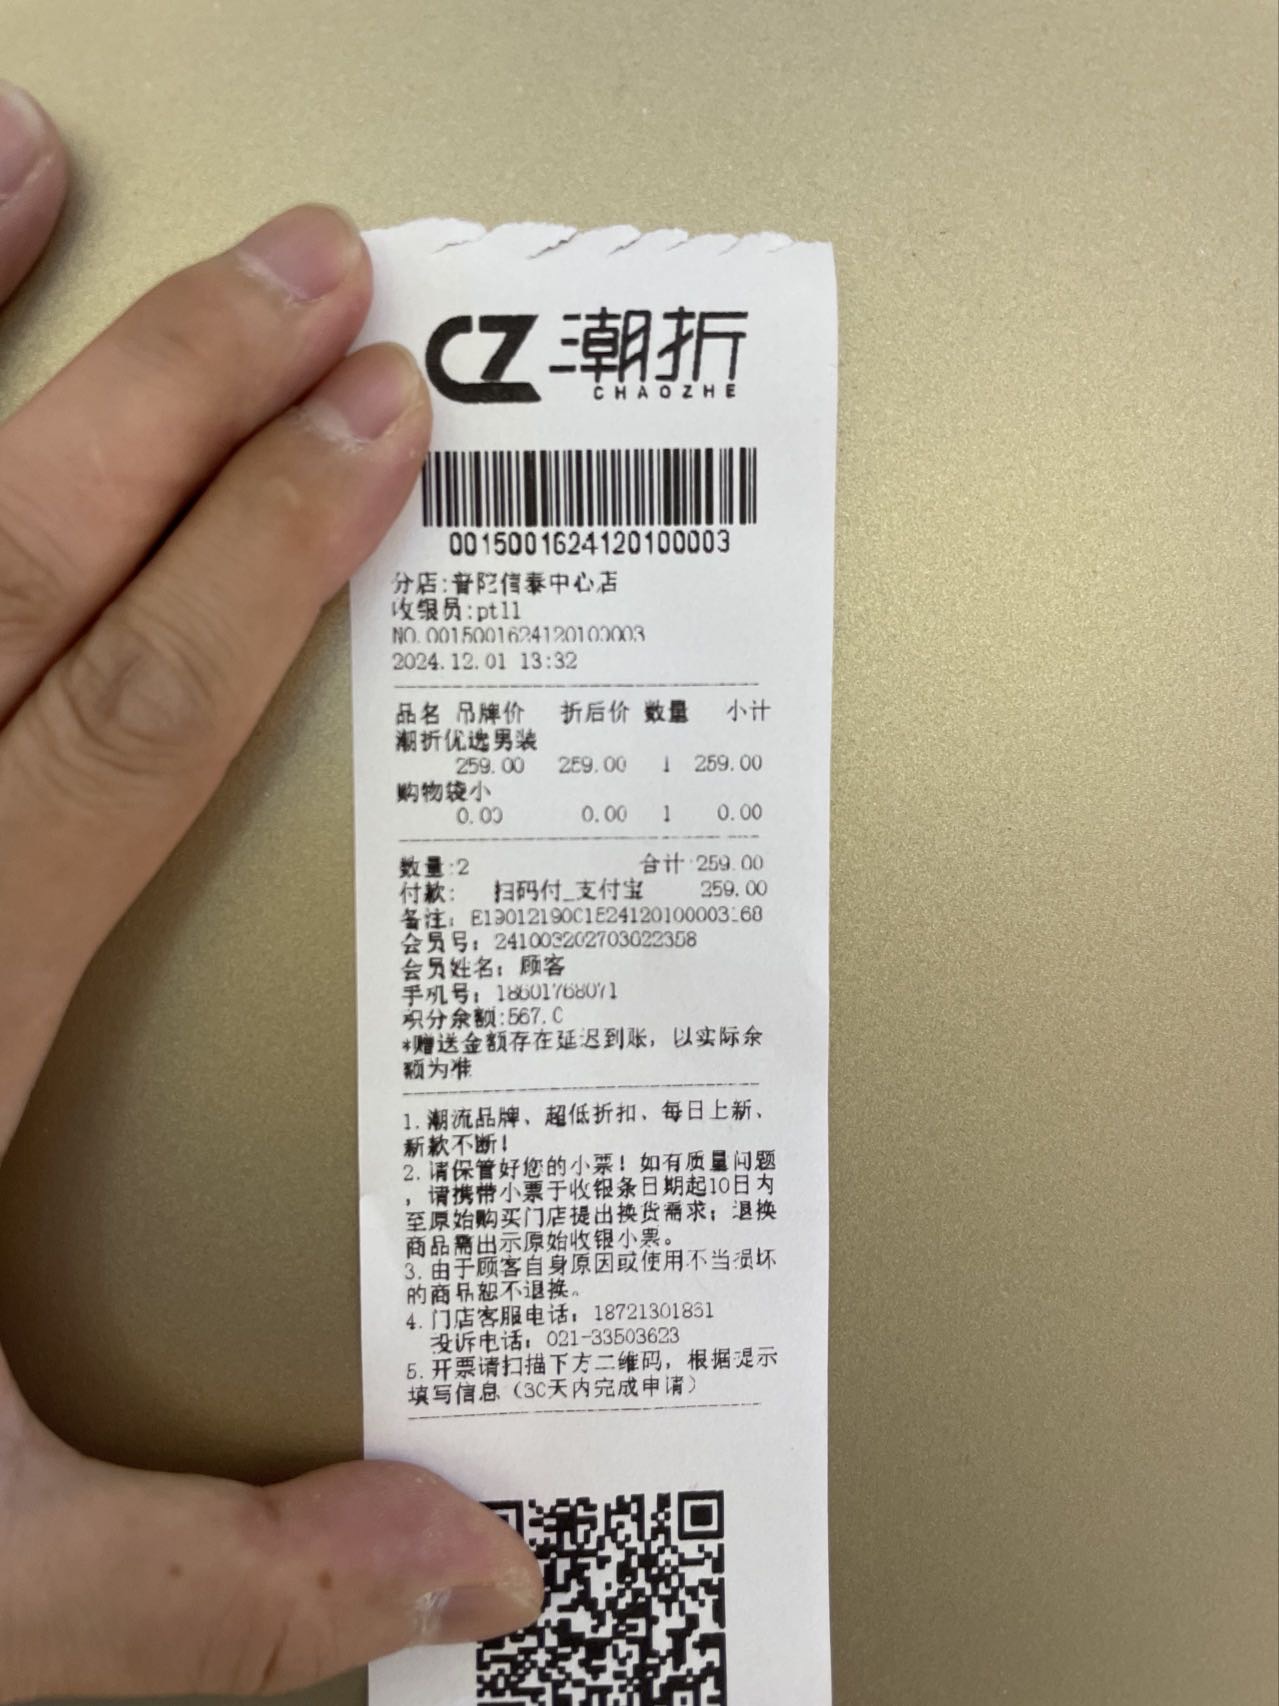 CZ 潮折
CHAOZHE
0015001624120100003
分店:普陀信泰中心店
收银员:pt11
NO.0015001624120100003
2024.12.01 13:32
品名 吊牌价 折后价 数量 小计
潮折优选男装
259.00 259.00 1 259.00
购物袋小
0.00 0.00 1 0.00
数量:2 合计:259.00
付款: 扫码付_支付宝 259.00
备注:
会员号: 241003202703022358
会员姓名: 顾客
手机号: 18601768071
积分余额:567.0
*赠送金额存在延迟到账, 以实际余
额为准
1.潮流品牌、超低折扣、每日上新、
新款不断!
2.请保管好您的小票!如有质量问题
,请携带小票于收银条日期起10日内
至原始购买门店提出换货需求;退换
商品需出示原始收银小票。
3.由于顾客自身原因或使用不当损坏
的商品恕不退换。
4.门店客服电话: 18721301861
投诉电话: 021-33503623
5.开票请扫描下方二维码, 根据提示
填写信息(30天内完成申请)